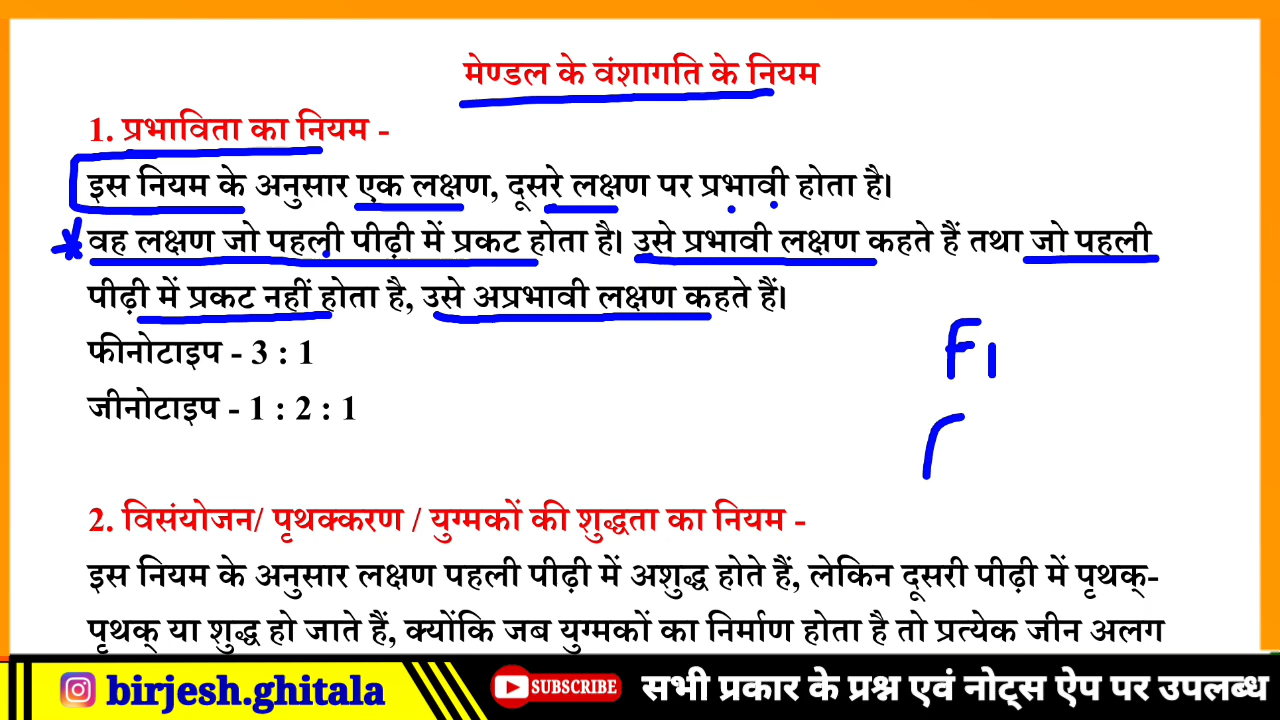 मेण्डल के वंशागति के नियम
1. प्रभाविता का नियम -
इस नियम के अनुसार एक लक्षण, दूसरे लक्षण पर प्रभावी होता है।
वह लक्षण जो पहली पीढ़ी में प्रकट होता है। उसे प्रभावी लक्षण कहते हैं तथा जो पहली
पीढ़ी में प्रकट नहीं होता है, उसे अप्रभावी लक्षण कहते हैं।
फीनोटाइप - 3 : 1
F1
जीनोटाइप - 1 : 2 : 1
2. विसंयोजन/ पृथक्करण / युग्मकों की शुद्धता का नियम -
इस नियम के अनुसार लक्षण पहली पीढ़ी में अशुद्ध होते हैं, लेकिन दूसरी पीढ़ी में पृथक्-
पृथक् या शुद्ध हो जाते हैं, क्योंकि जब युग्मकों का निर्माण होता है तो प्रत्येक जीन अलग
birjesh.ghitala
SUBSCRIBE
सभी प्रकार के प्रश्न एवं नोट्स ऐप पर उपलब्ध